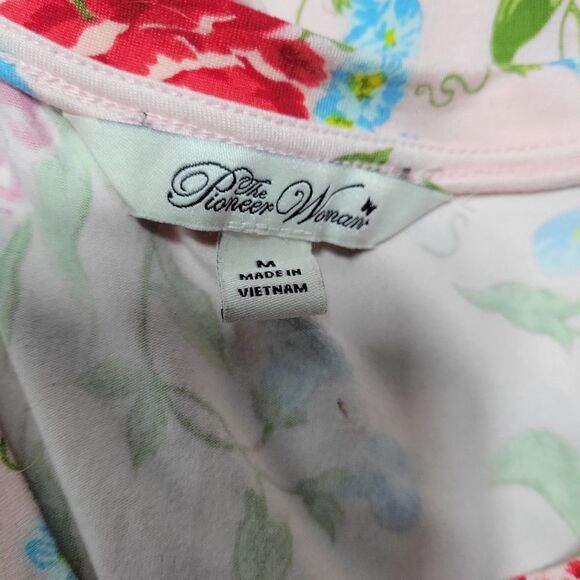 The
Pioneer Woman
M
MADE IN
VIETNAM